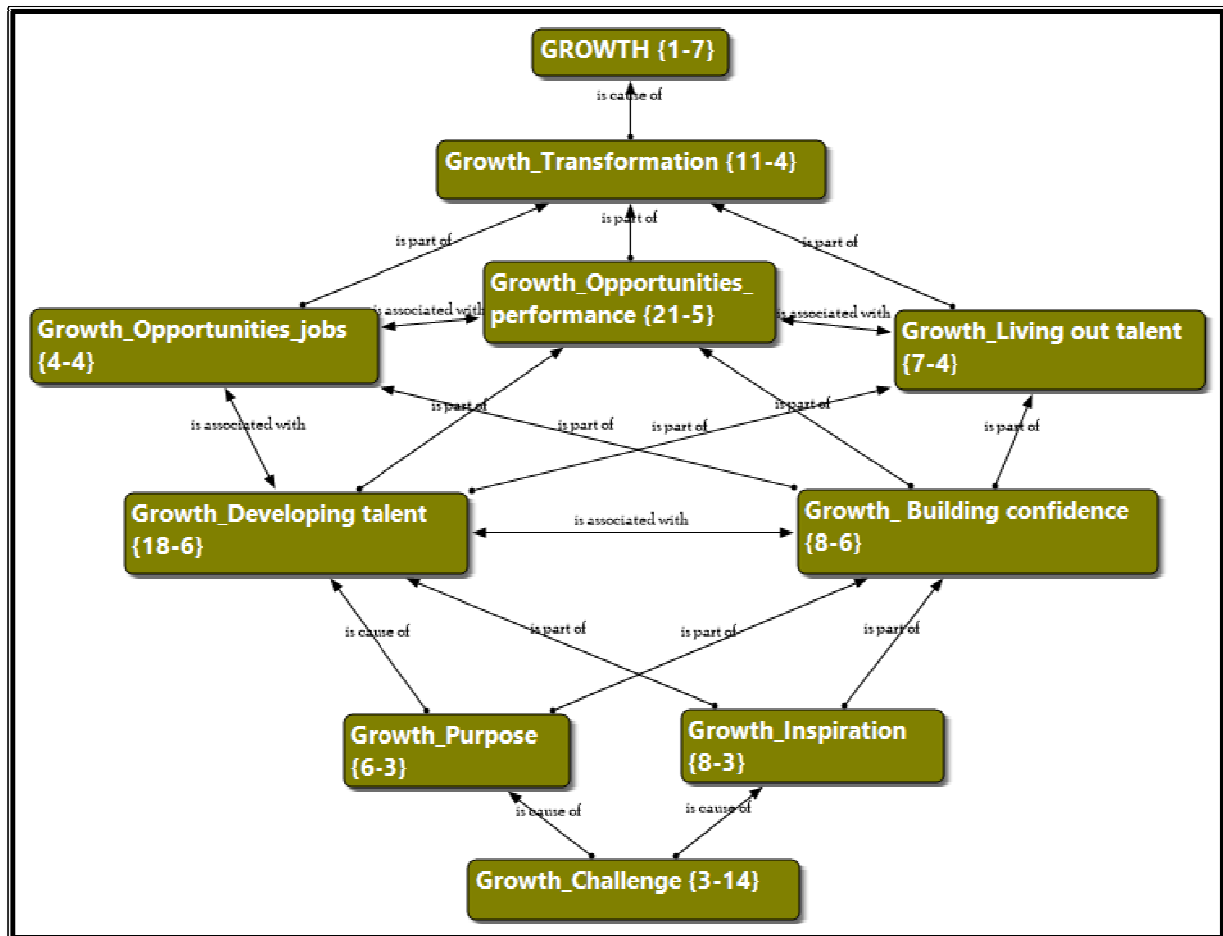 GROWTH {1-7}
is cause of
Growth_Transformation {11-4}
is part of
is part of
is part of
Growth_Opportunities_
performance {21-5}
is associated with
is associated with
Growth_Opportunities_jobs
{4-4}
Growth_Living out talent
{7-4}
is associated with
is part of
is part of
is part of
is part of
is part of
Growth_Developing talent
{18-6}
is associated with
Growth_ Building confidence
{8-6}
is cause of
is part of
is part of
is part of
Growth_Purpose
{6-3}
Growth_Inspiration
{8-3}
is cause of
is cause of
Growth_Challenge {3-14}